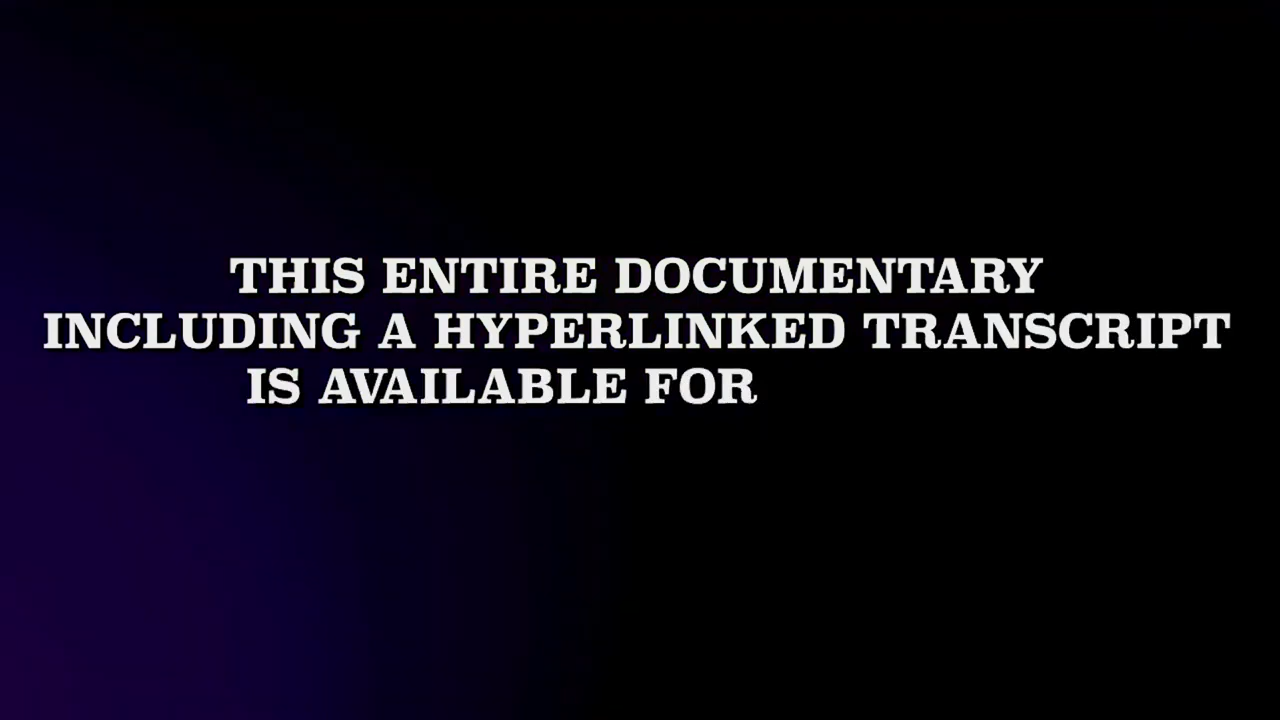 THIS ENTIRE DOCUMENTARY
INCLUDING A HYPERLINKED TRANSCRIPT
IS AVAILABLE FOR